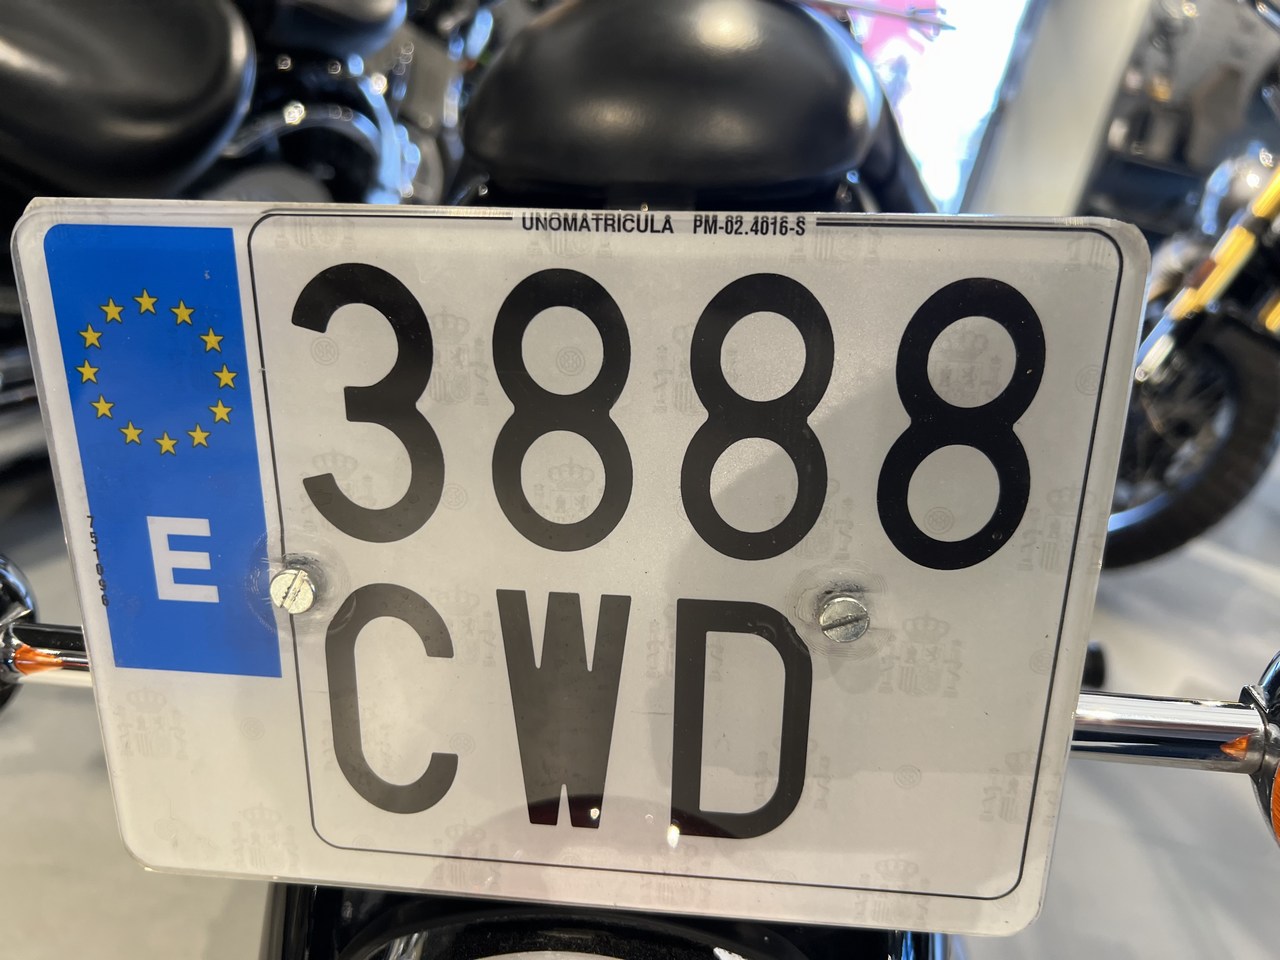 UNOMATRICULA PM-02.4016-S
3888
E
CWD